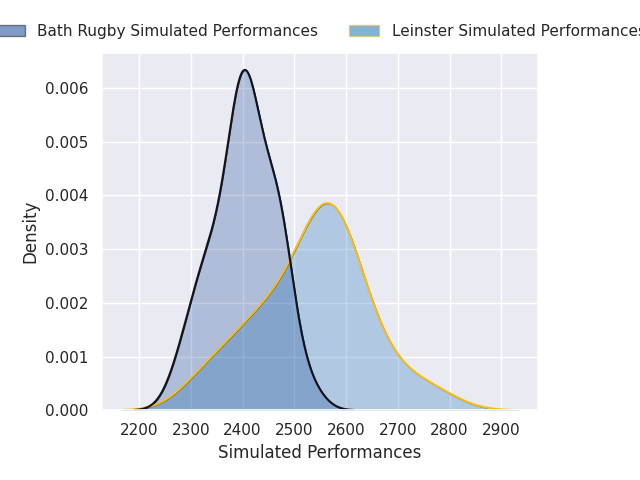 Bath Rugby Simulated Performances Leinster Simulated Performances
0.006
0.005
0.004
0.003
0.002
0.001
0.000
Density
2200 2300 2400 2500 2600 2700 2800 2900
Simulated Performances